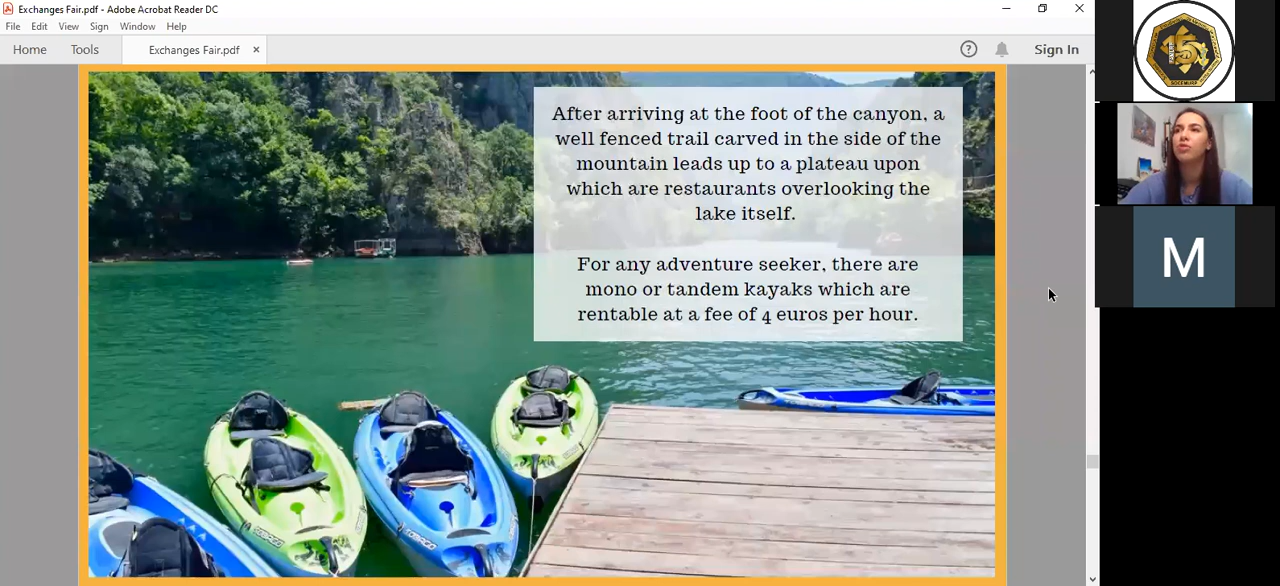 Exchanges Fair.pdf - Adobe Acrobat Reader DC
File Edit View Sign Window Help
Home Tools Exchanges Fair.pdf × Sign In
After arriving at the foot of the canyon, a
well fenced trail carved in the side of the
mountain leads up to a plateau upon
which are restaurants overlooking the
lake itself.
For any adventure seeker, there are
mono or tandem kayaks which are
rentable at a fee of 4 euros per hour.
15
M